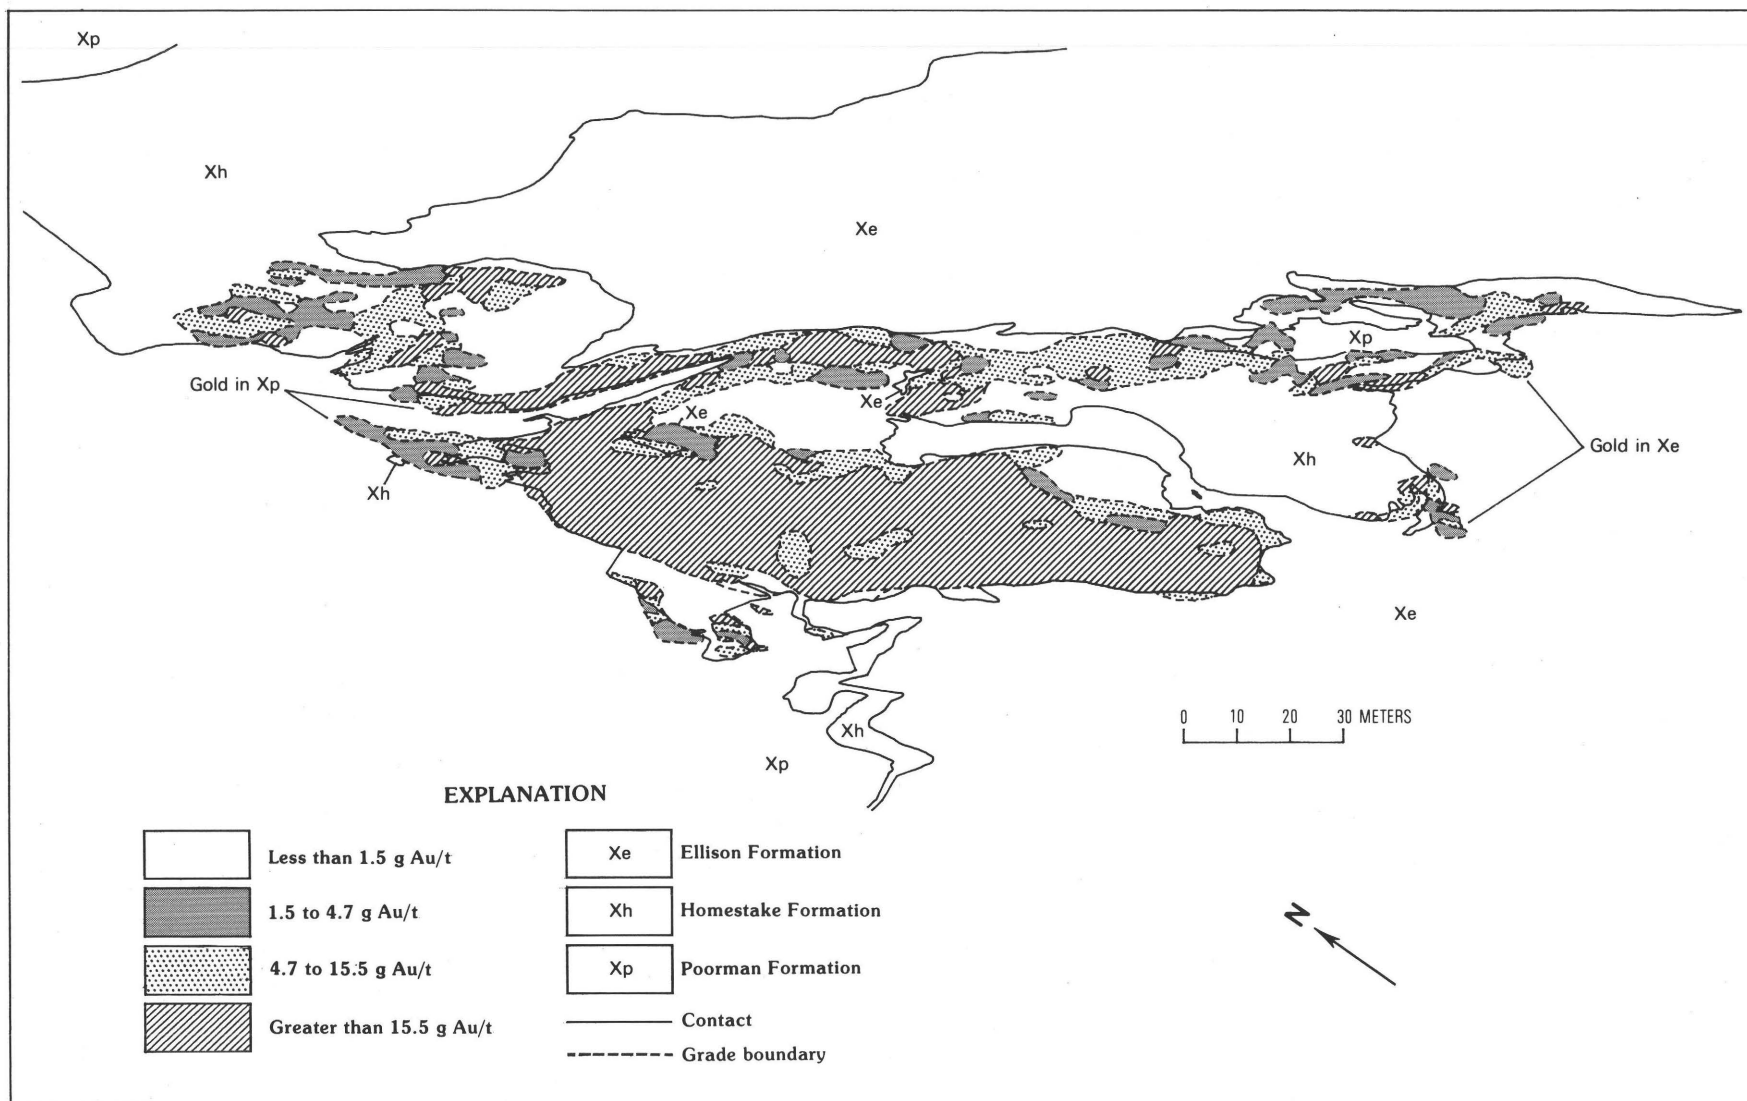 Xp
Xh
Xe
Xp
Gold in Xp
Xe
Xe
Gold in Xe
Xh
Xh
Xe
0 10 20 30 METERS
Xh
Xp
N
EXPLANATION
Less than 1.5 g Au/t
1.5 to 4.7 g Au/t
4.7 to 15.5 g Au/t
Greater than 15.5 g Au/t
Xe Ellison Formation
Xh Homestake Formation
Xp Poorman Formation
Contact
Grade boundary